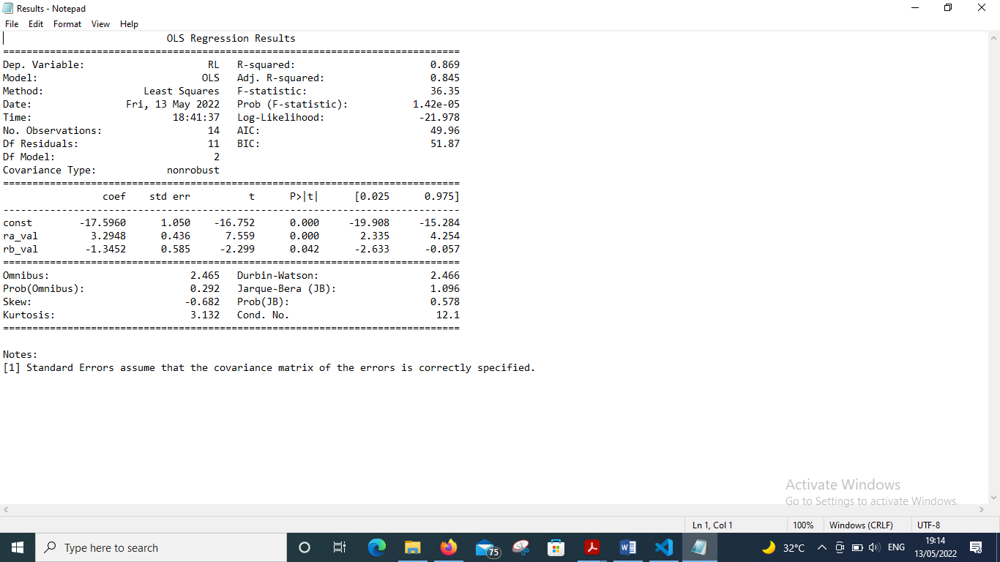 Results - Notepad
File Edit Format View Help
OLS Regression Results
==============================================================================
Dep. Variable:                     RL   R-squared:                       0.869
Model:                            OLS   Adj. R-squared:                  0.845
Method:                 Least Squares   F-statistic:                     36.35
Date:                Fri, 13 May 2022   Prob (F-statistic):           1.42e-05
Time:                        18:41:37   Log-Likelihood:                -21.978
No. Observations:                  14   AIC:                             49.96
Df Residuals:                      11   BIC:                             51.87
Df Model:                           2
Covariance Type:            nonrobust
==============================================================================
                 coef    std err          t      P>|t|      [0.025      0.975]
------------------------------------------------------------------------------
const        -17.5960      1.050    -16.752      0.000     -19.908     -15.284
ra_val         3.2948      0.436      7.559      0.000       2.335       4.254
rb_val        -1.3452      0.585     -2.299      0.042      -2.633      -0.057
==============================================================================
Omnibus:                        2.465   Durbin-Watson:                   2.466
Prob(Omnibus):                  0.292   Jarque-Bera (JB):                1.096
Skew:                          -0.682   Prob(JB):                        0.578
Kurtosis:                       3.132   Cond. No.                         12.1
==============================================================================
Notes:
[1] Standard Errors assume that the covariance matrix of the errors is correctly specified.
Activate Windows
Go to Settings to activate Windows.
Ln 1, Col 1 100% Windows (CRLF) UTF-8
Type here to search 75 32°C ENG 19:14
13/05/2022